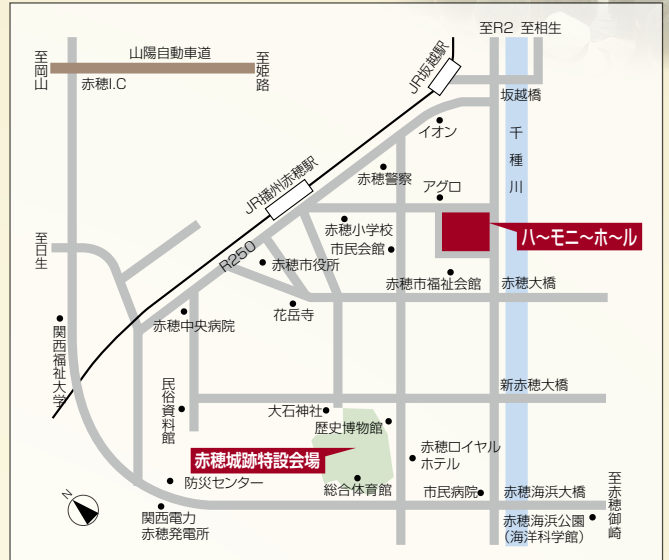 至R2 至相生
至岡山
山陽自動車道
至姫路
赤穂I.C
JR坂越駅
坂越橋
イオン
千種川
赤穂警察
JR播州赤穂駅
アグロ
赤穂小学校
市民会館
ハ〜モニ〜ホ〜ル
至日生
R250
赤穂市役所
赤穂市福祉会館
赤穂大橋
花岳寺
赤穂中央病院
関西福祉大学
民俗資料館
新赤穂大橋
大石神社
歴史博物館
赤穂ロイヤル
ホテル
赤穂城跡特設会場
防災センター
総合体育館
市民病院
赤穂海浜大橋
至赤穂御崎
関西電力
赤穂発電所
赤穂海浜公園
（海洋科学館）
N